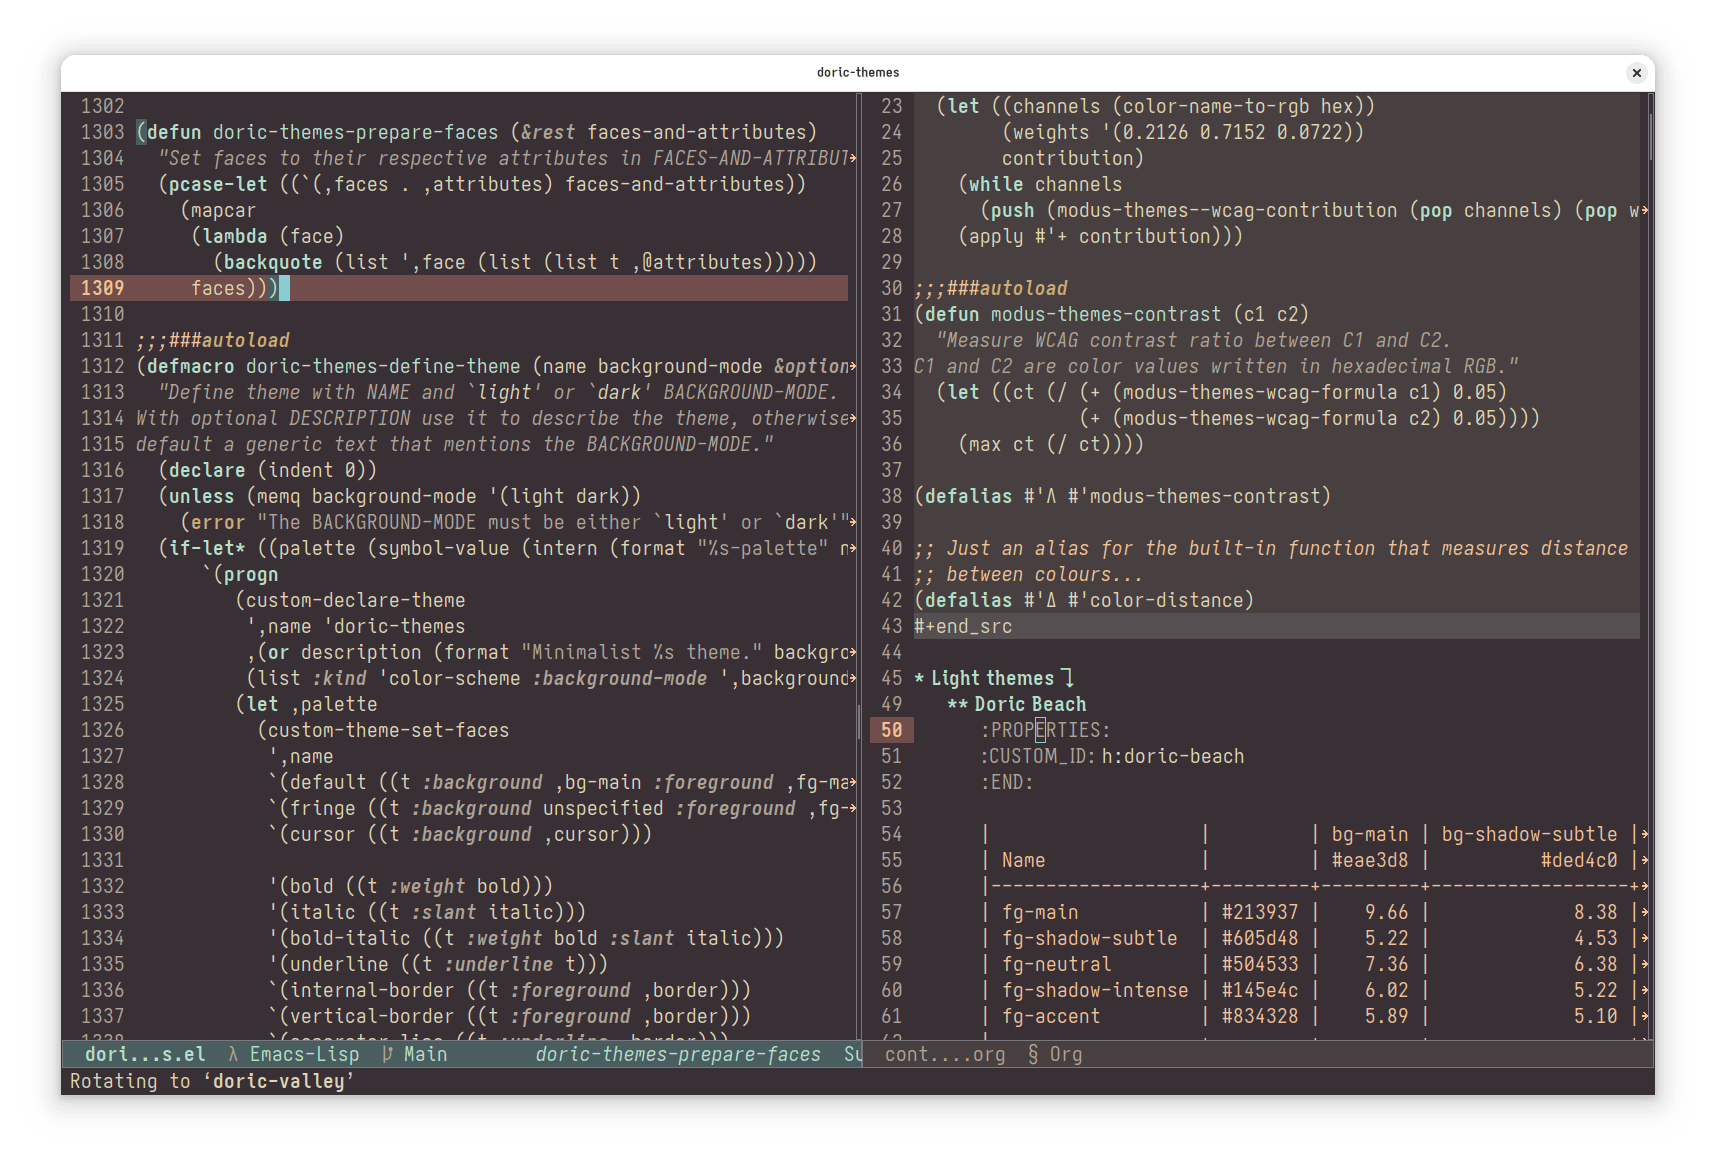 doric-themes
1302
1303 (defun doric-themes-prepare-faces (&rest faces-and-attributes)
1304   "Set faces to their respective attributes in FACES-AND-ATTRIBUT
1305   (pcase-let ((`(,faces . ,attributes) faces-and-attributes))
1306     (mapcar
1307      (lambda (face)
1308        (backquote (list ',face (list (list t ,@attributes)))))
1309      faces)))
1310
1311 ;;;###autoload
1312 (defmacro doric-themes-define-theme (name background-mode &option
1313   "Define theme with NAME and `light' or `dark' BACKGROUND-MODE.
1314 With optional DESCRIPTION use it to describe the theme, otherwise
1315 default a generic text that mentions the BACKGROUND-MODE."
1316   (declare (indent 0))
1317   (unless (memq background-mode '(light dark))
1318     (error "The BACKGROUND-MODE must be either `light' or `dark'"
1319   (if-let* ((palette (symbol-value (intern (format "%s-palette" n
1320       `(progn
1321          (custom-declare-theme
1322           ',name 'doric-themes
1323           ,(or description (format "Minimalist %s theme." backgro
1324           (list :kind 'color-scheme :background-mode ',background
1325          (let ,palette
1326            (custom-theme-set-faces
1327             ',name
1328             `(default ((t :background ,bg-main :foreground ,fg-ma
1329             `(fringe ((t :background unspecified :foreground ,fg-
1330             `(cursor ((t :background ,cursor)))
1331
1332             '(bold ((t :weight bold)))
1333             '(italic ((t :slant italic)))
1334             '(bold-italic ((t :weight bold :slant italic)))
1335             '(underline ((t :underline t)))
1336             `(internal-border ((t :foreground ,border)))
1337             `(vertical-border ((t :foreground ,border)))
dori...s.el λ Emacs-Lisp Main doric-themes-prepare-faces Su
23   (let ((channels (color-name-to-rgb hex))
24         (weights '(0.2126 0.7152 0.0722))
25         contribution)
26     (while channels
27       (push (modus-themes--wcag-contribution (pop channels) (pop w
28     (apply #'+ contribution)))
29
30 ;;;###autoload
31 (defun modus-themes-contrast (c1 c2)
32   "Measure WCAG contrast ratio between C1 and C2.
33 C1 and C2 are color values written in hexadecimal RGB."
34   (let ((ct (/ (+ (modus-themes-wcag-formula c1) 0.05)
35                (+ (modus-themes-wcag-formula c2) 0.05))))
36     (max ct (/ ct))))
37
38 (defalias #'Λ #'modus-themes-contrast)
39
40 ;; Just an alias for the built-in function that measures distance
41 ;; between colours...
42 (defalias #'Δ #'color-distance)
43 #+end_src
44
45 * Light themes ⤵
49 ** Doric Beach
50 :PROPERTIES:
51 :CUSTOM_ID: h:doric-beach
52 :END:
53
54 |                   |         | bg-main | bg-shadow-subtle |
55 | Name              |         | #eae3d8 |          #ded4c0 |
56 |-------------------+---------+---------+------------------+
57 | fg-main           | #213937 |    9.66 |             8.38 |
58 | fg-shadow-subtle  | #605d48 |    5.22 |             4.53 |
59 | fg-neutral        | #504533 |    7.36 |             6.38 |
60 | fg-shadow-intense | #145e4c |    6.02 |             5.22 |
61 | fg-accent         | #834328 |    5.89 |             5.10 |
cont....org § Org
Rotating to ‘doric-valley’